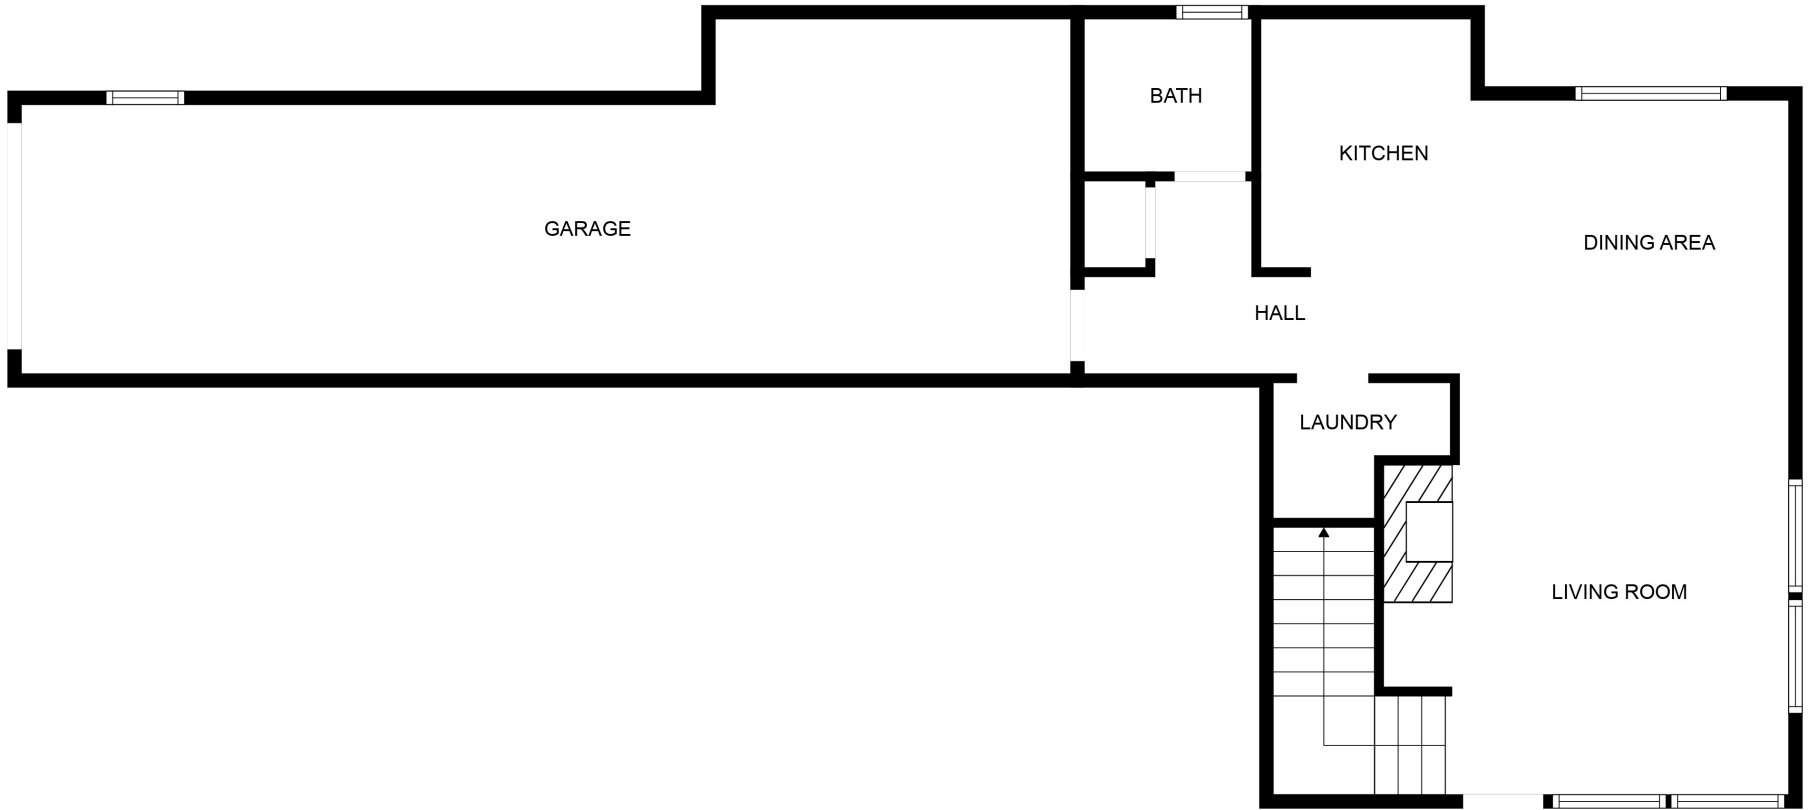 BATH
KITCHEN
GARAGE
DINING AREA
HALL
LAUNDRY
LIVING ROOM